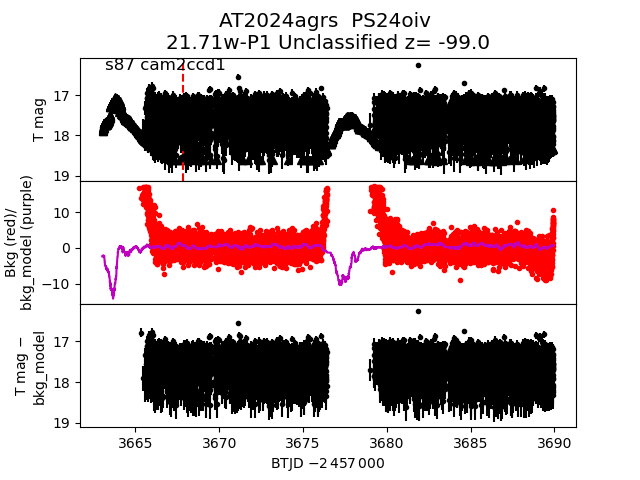 AT2024agrs  PS24oiv
21.71w-P1 Unclassified z= -99.0
s87 cam2ccd1
T mag
17
18
19
Bkg (red)/
bkg_model (purple)
10
0
−10
T mag −
bkg_model
17
18
19
3665 3670 3675 3680 3685 3690
BTJD −2 457 000